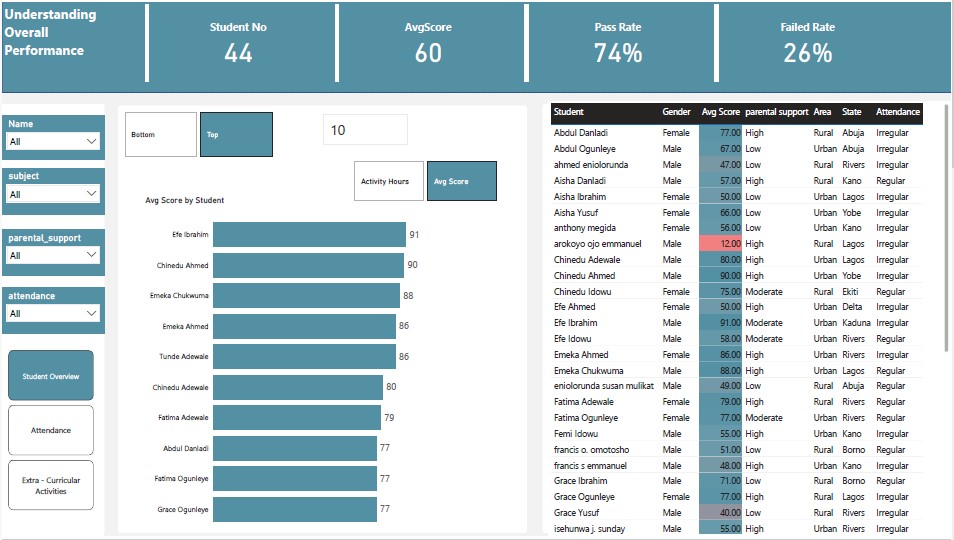 Understanding
Overall
Performance
Student No
44
AvgScore
60
Pass Rate
74%
Failed Rate
26%
Name
All
subject
All
parental_support
All
attendance
All
Student Overview
Attendance
Extra - Curricular
Activities
Bottom
Top
10
Activity Hours
Avg Score
Avg Score by Student
Efe Ibrahim 91
Chinedu Ahmed 90
Emeka Chukwuma 88
Emeka Ahmed 86
Tunde Adewale 86
Chinedu Adewale 80
Fatima Adewale 79
Abdul Danladi 77
Fatima Ogunleye 77
Grace Ogunleye 77
Student Gender Avg Score parental support Area State Attendance
Abdul Danladi Female 77.00 High Rural Abuja Irregular
Abdul Ogunleye Male 67.00 Low Urban Abuja Irregular
ahmed eniolorunda Male 47.00 Low Rural Rivers Irregular
Aisha Danladi Male 57.00 High Rural Kano Regular
Aisha Ibrahim Female 50.00 Low Urban Lagos Irregular
Aisha Yusuf Female 66.00 Low Urban Yobe Irregular
anthony megida Female 56.00 Low Urban Kano Irregular
arokoyo ojo emmanuel Male 12.00 High Rural Lagos Irregular
Chinedu Adewale Male 80.00 High Urban Lagos Irregular
Chinedu Ahmed Male 90.00 High Urban Yobe Irregular
Chinedu Idowu Male 75.00 Moderate Rural Ekiti Regular
Efe Ahmed Female 50.00 High Urban Delta Irregular
Efe Ibrahim Male 91.00 Moderate Urban Kaduna Irregular
Efe Idowu Male 58.00 Moderate Urban Rivers Irregular
Emeka Ahmed Female 86.00 High Urban Rivers Irregular
Emeka Chukwuma Male 88.00 High Urban Lagos Irregular
eniolorunda susan mulikat Male 49.00 Low Rural Abuja Regular
Fatima Adewale Female 79.00 High Rural Rivers Irregular
Fatima Ogunleye Female 77.00 Moderate Urban Rivers Regular
Femi Idowu Male 55.00 High Urban Kano Irregular
francis o. omotosho Male 51.00 Low Rural Borno Regular
francis s emmanuel Male 48.00 High Urban Kano Irregular
Grace Ibrahim Male 71.00 Low Rural Borno Regular
Grace Ogunleye Female 77.00 High Rural Lagos Irregular
Grace Yusuf Male 40.00 Low Rural Rivers Irregular
isehunwa j. sunday Male 55.00 High Urban Rivers Irregular